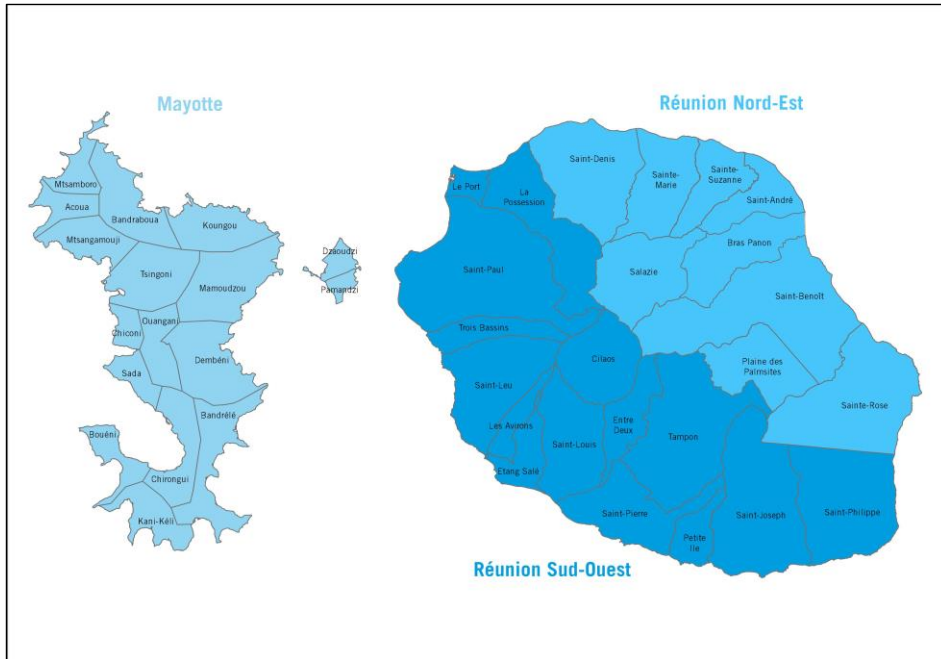 Mayotte
Mtsamboro
Acoua
Mtsangamouji
Bandraboua
Koungou
Tsingoni
Mamoudzou
Dzaoudzi
Pamandzi
Ouangani
Chiconi
Sada
Dembéni
Bandrélé
Bouéni
Chirongui
Kani-Kéli
Réunion Nord-Est
Saint-Denis
Sainte-
Marie
Sainte-
Suzanne
Saint-André
Bras Panon
Salazie
Saint-Benoît
Plaine des
Palmsites
Sainte-Rose
Le Port
La
Possession
Saint-Paul
Trois Bassins
Cilaos
Saint-Leu
Les Avirons
Etang Salé
Saint-Louis
Entre
Deux
Tampon
Saint-Pierre
Petite
Ile
Saint-Joseph
Saint-Philippe
Réunion Sud-Ouest